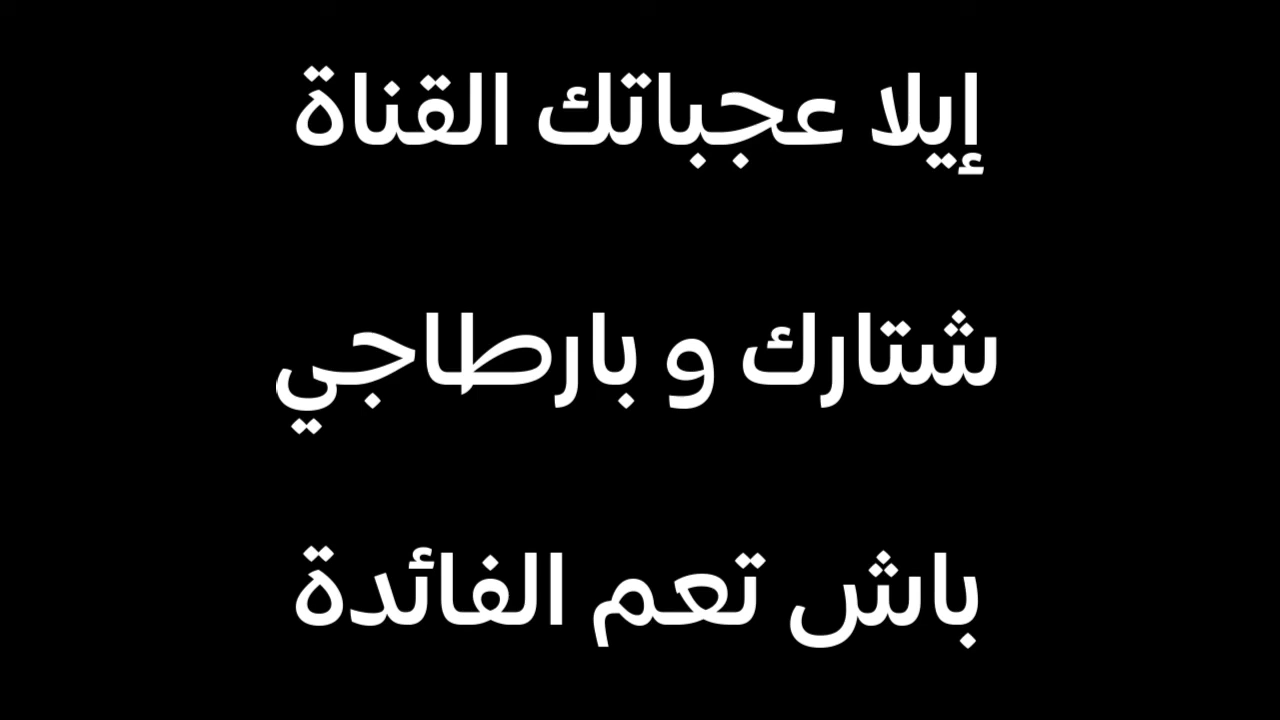 إيلا عجباتك القناة
شتارك و بارطاجي
باش تعم الفائدة